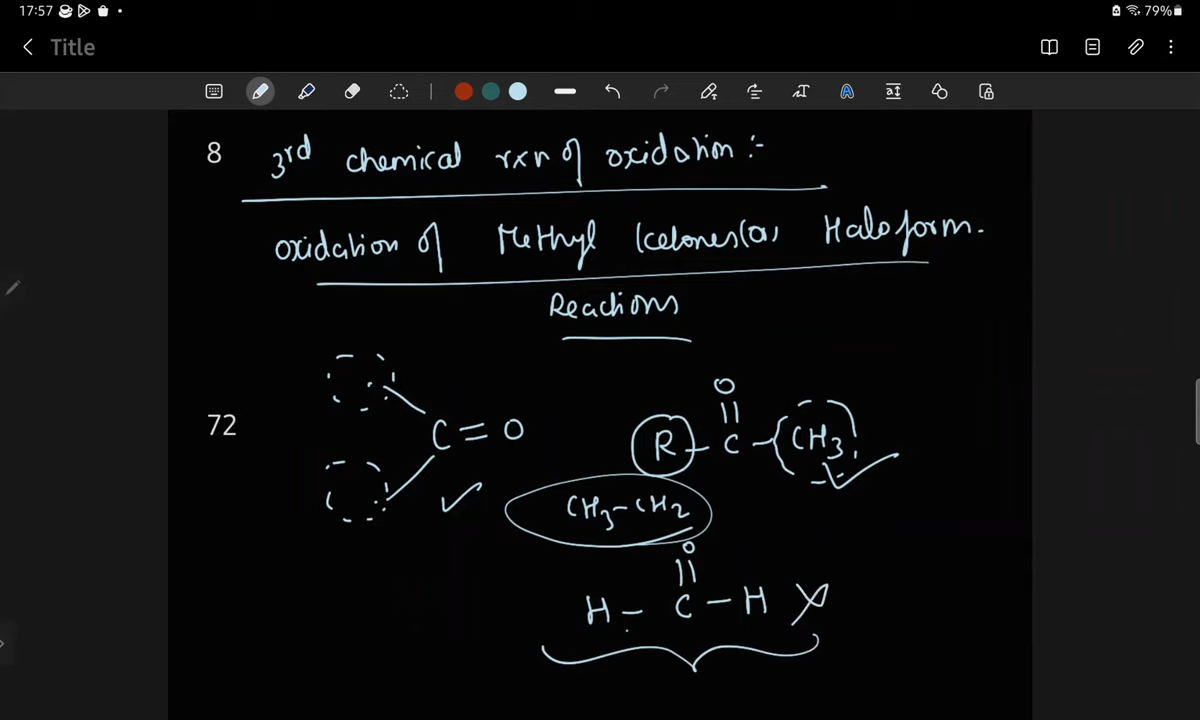 17:57
79%
Title
8 3rd chemical rxn of oxidation :-
oxidation of Methyl Ketones (or) Haloform.
Reactions
72
C = O
O
R - C - CH3
CH3-CH2
O
H - C - H